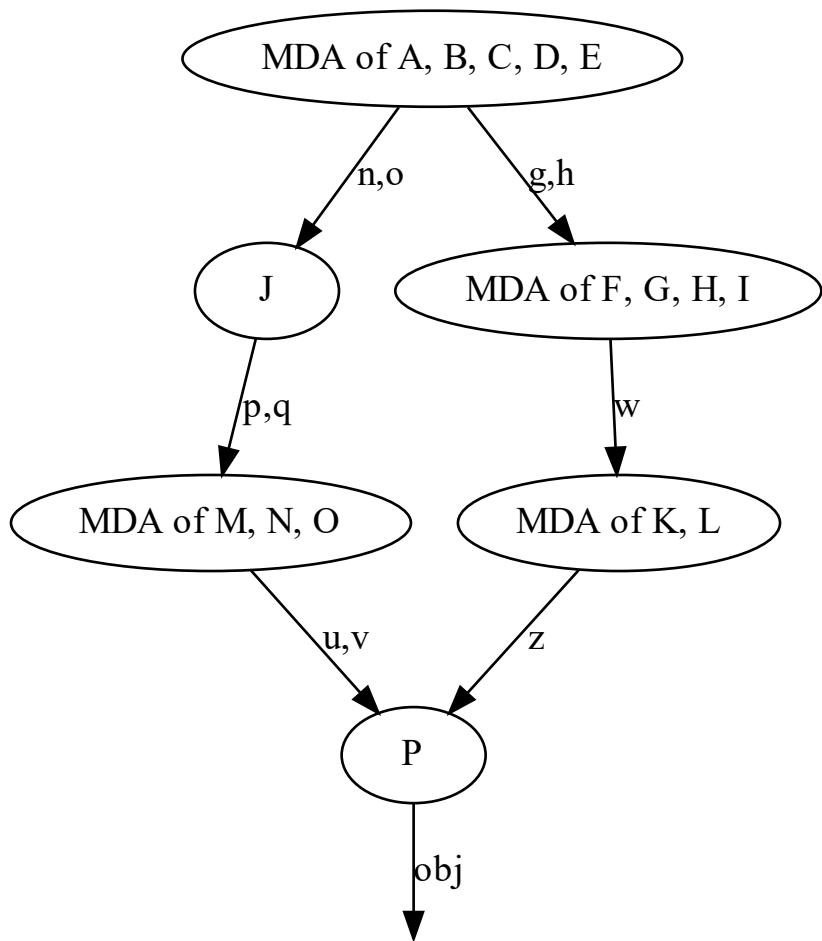 MDA of A, B, C, D, E
n,o
g,h
J
MDA of F, G, H, I
p,q
w
MDA of M, N, O
MDA of K, L
u,v
z
P
obj